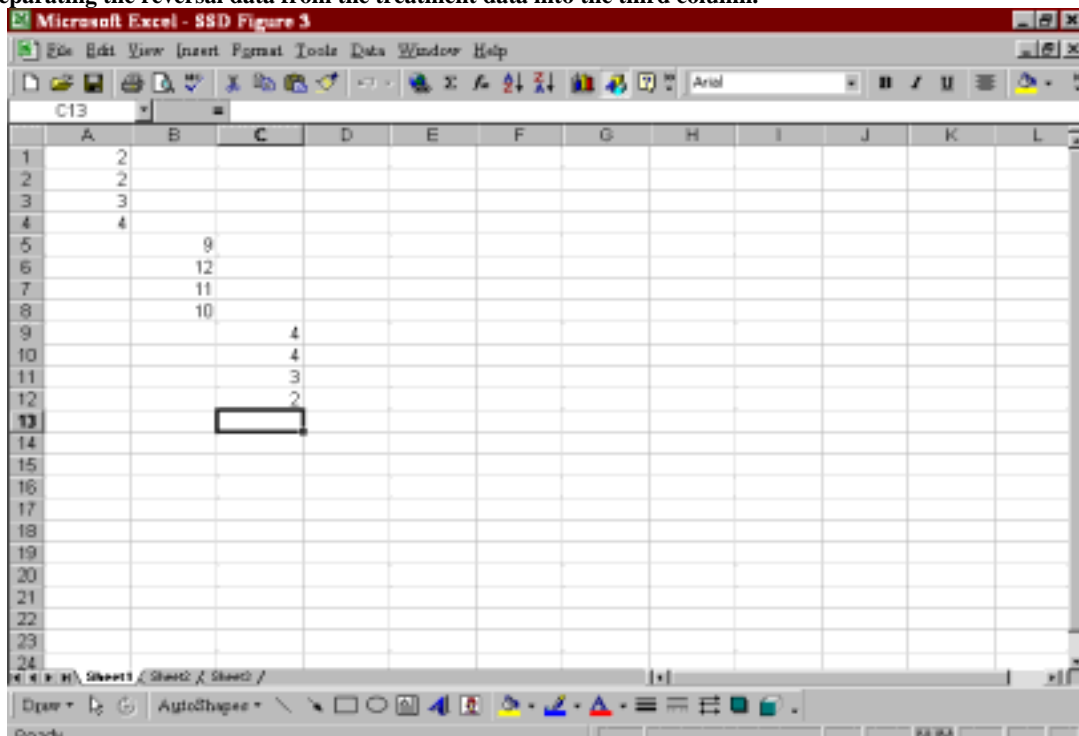 eparating the reversal data from the treatment data into the third column.
Microsoft Excel - SSD Figure 3
File Edit View Insert Format Tools Data Window Help
Arial
C13 =
A B C D E F G H I J K L
1 2
2 2
3 3
4 4
5 9
6 12
7 11
8 10
9 4
10 4
11 3
12 2
13
14
15
16
17
18
19
20
21
22
23
24
Sheet1 Sheet2 Sheet3
Draw AutoShapes
Ready NUM